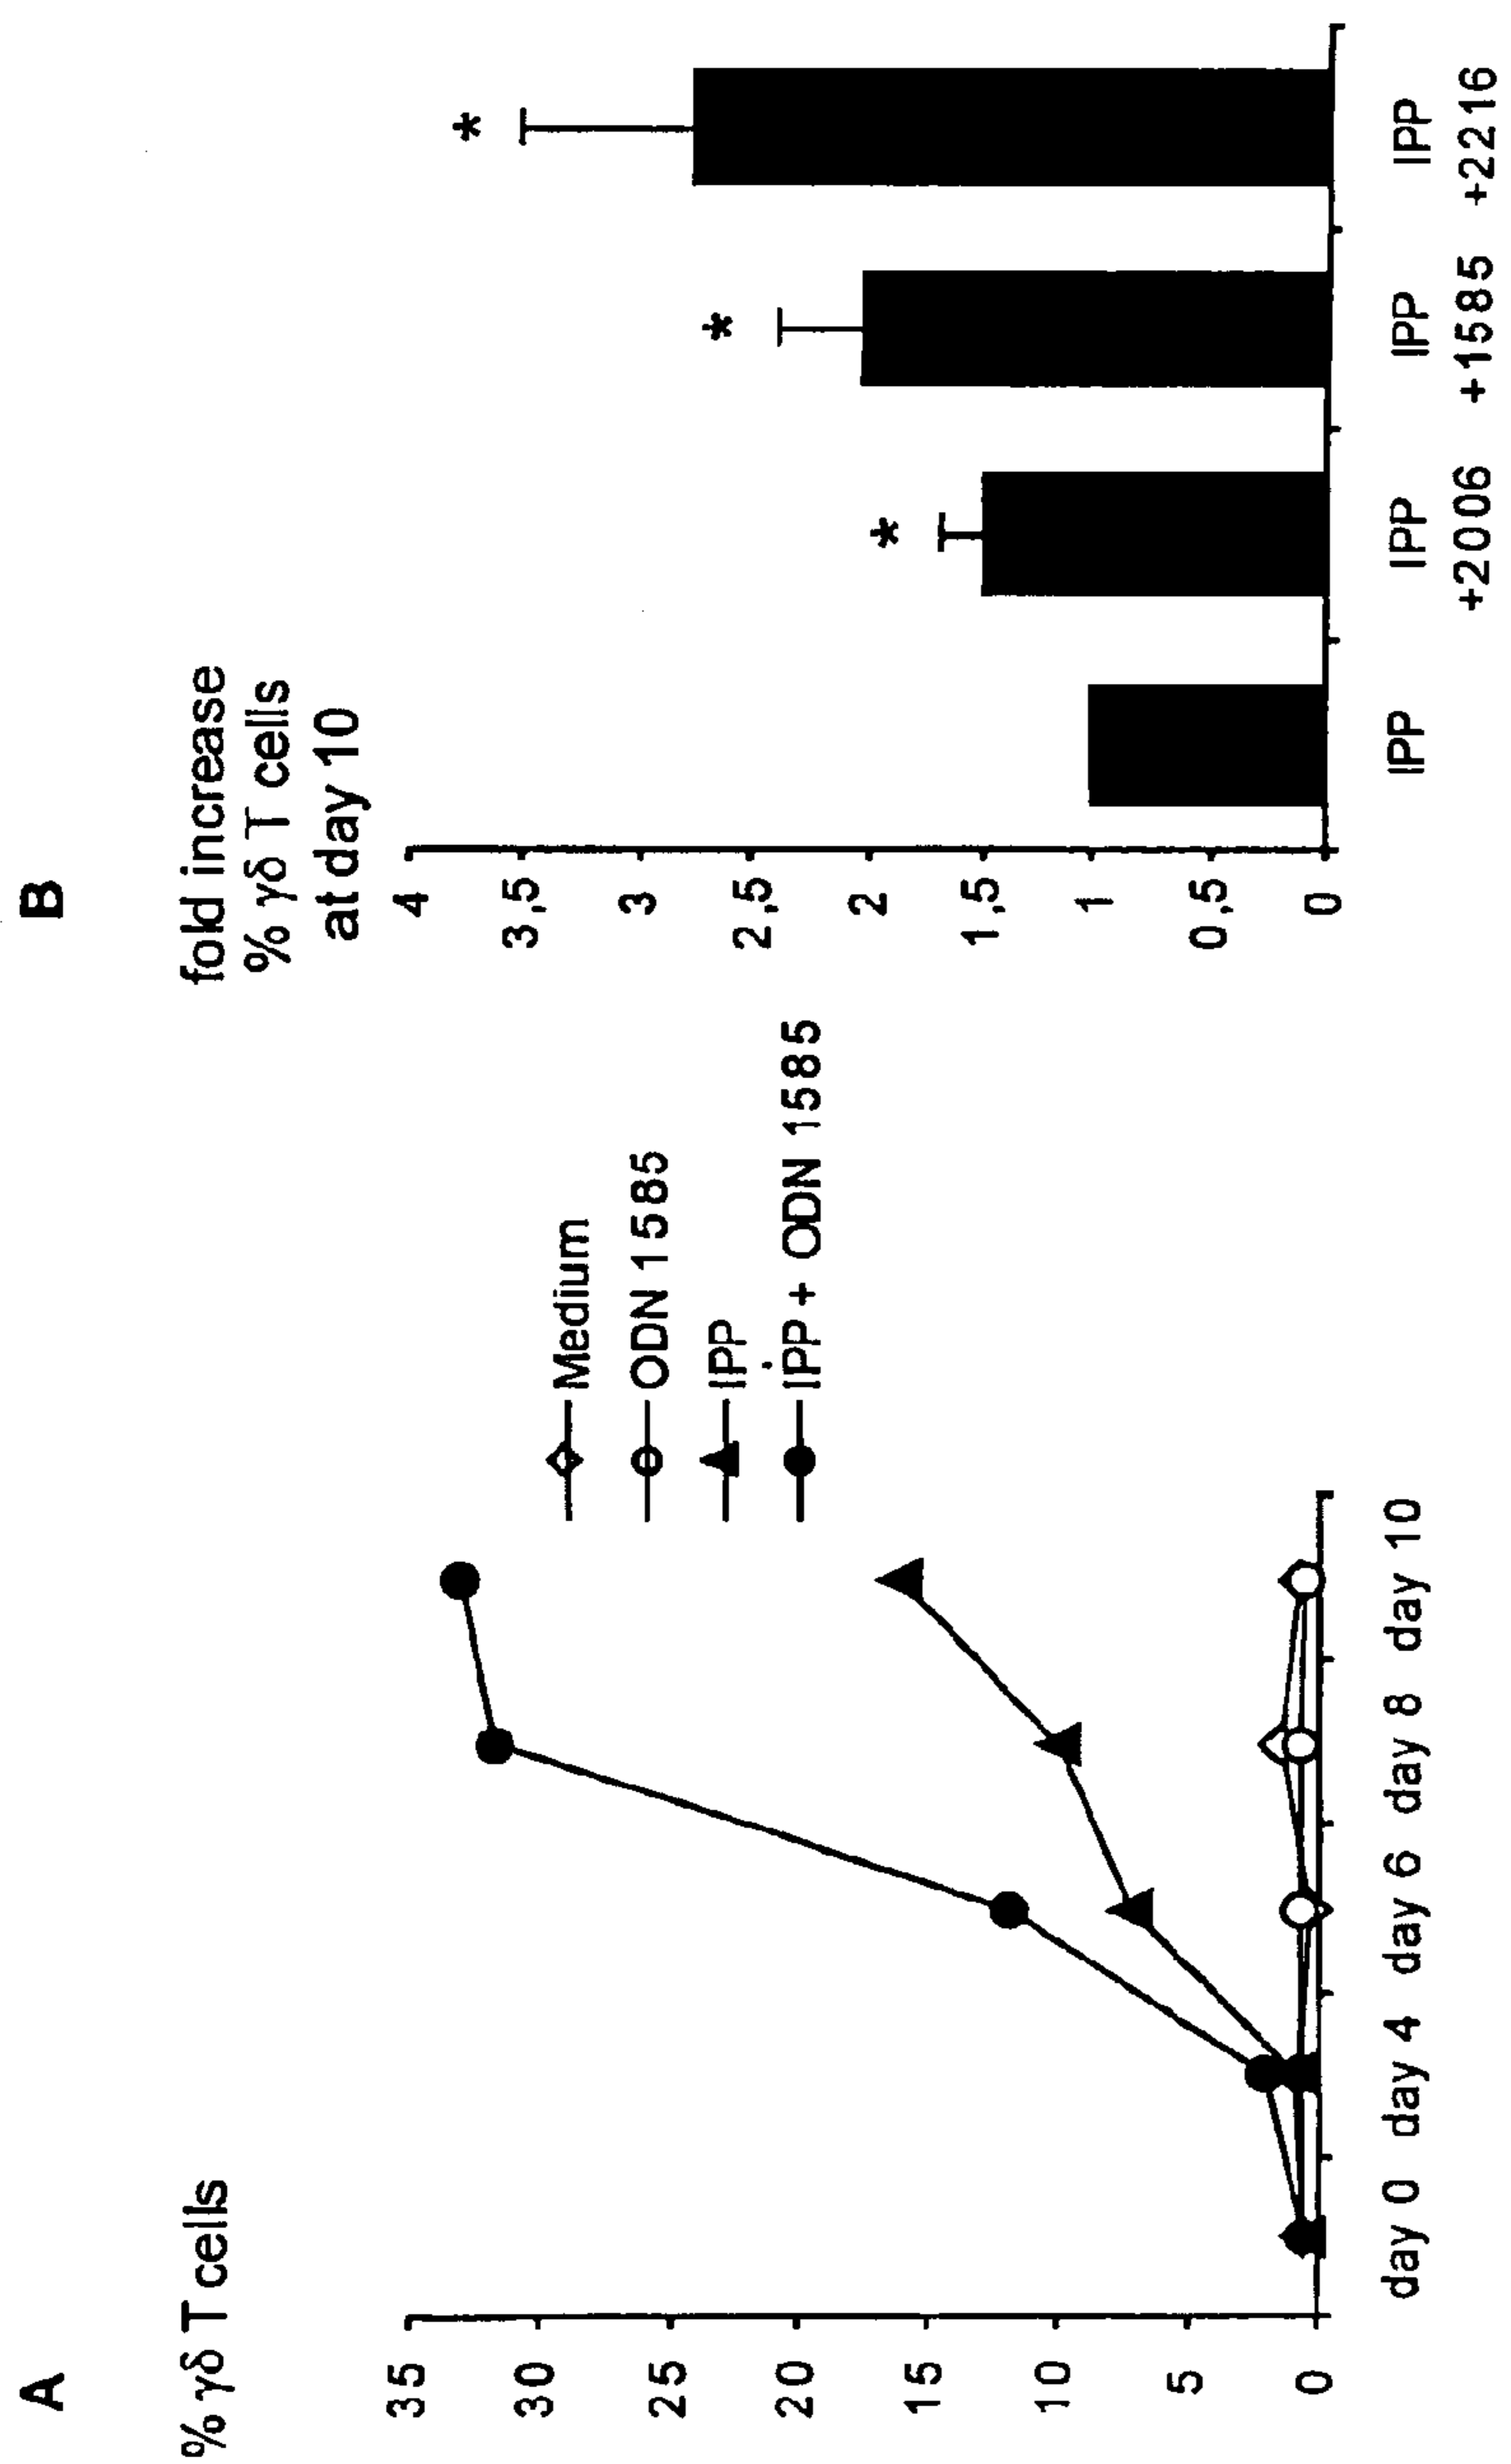 A
% γδ T cells
35
30
25
20
15
10
5
0
day 0 day 4 day 6 day 8 day 10
Medium
ODN 1585
IPP
IPP + ODN 1585
B
fold increase
% γδ T cells
at day 10
4
3,5
3
2,5
2
1,5
1
0,5
0
* * *
IPP IPP IPP IPP
+2006 +1585 +2216